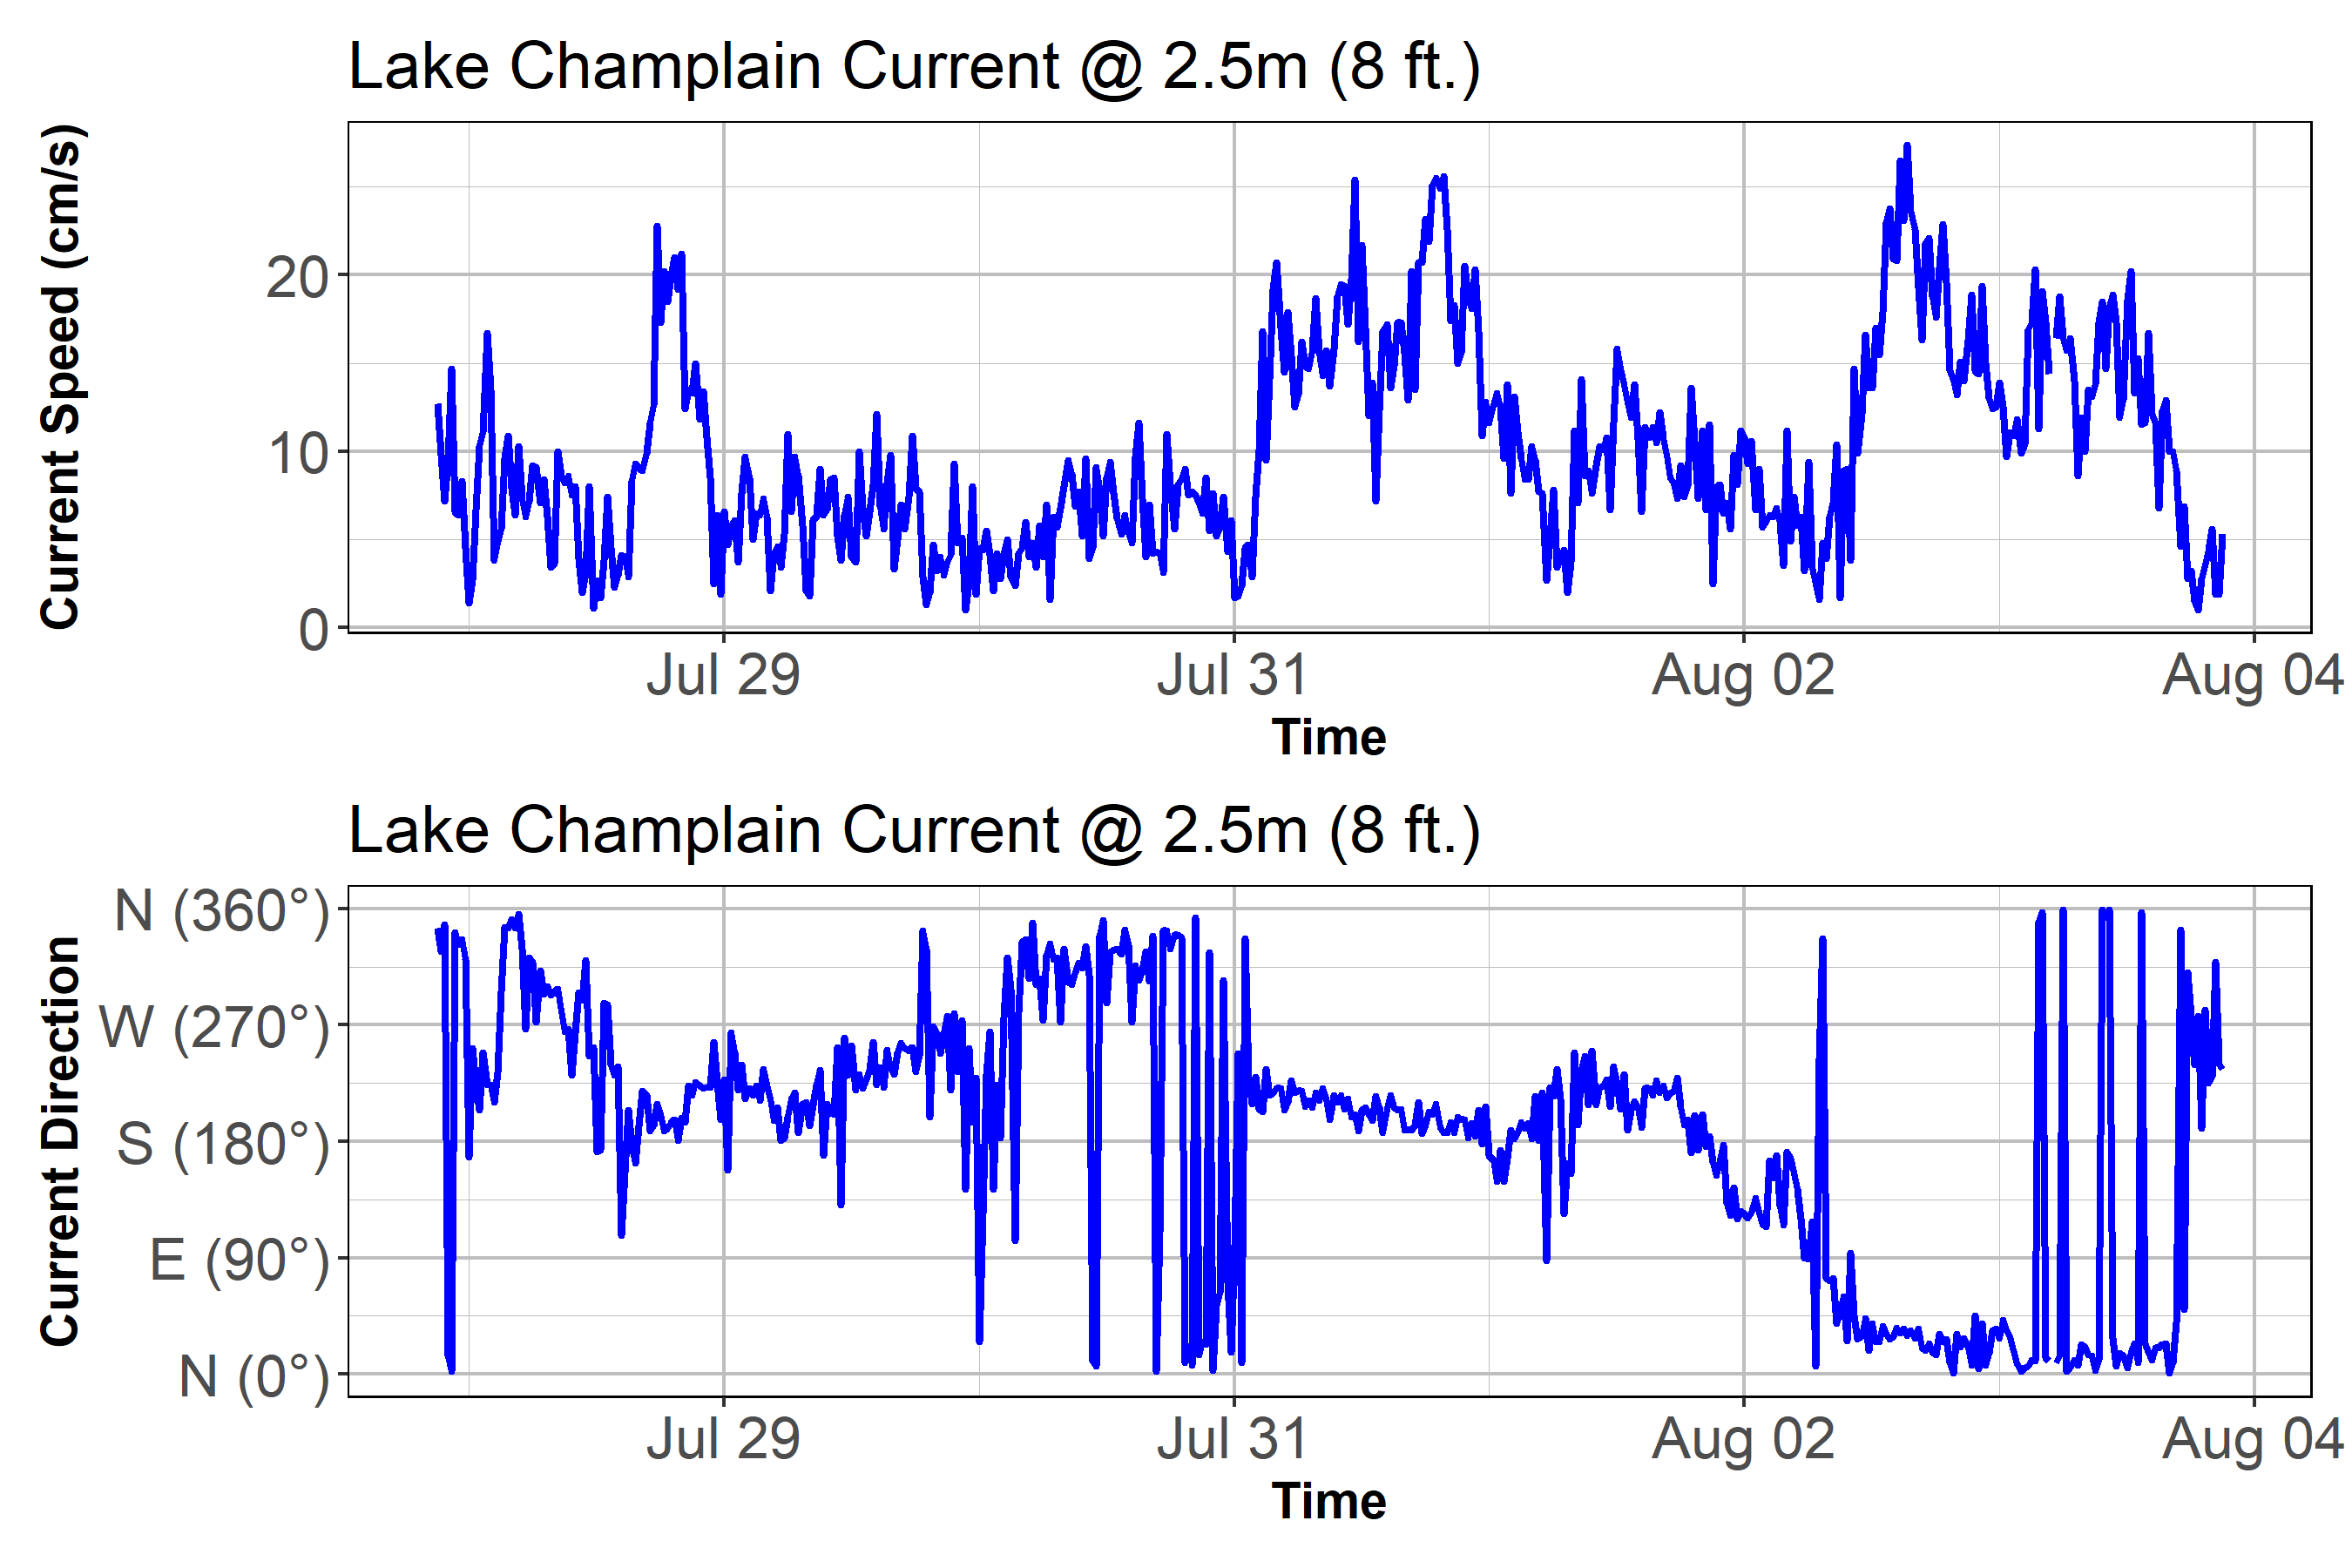 Lake Champlain Current @ 2.5m (8 ft.)
Current Speed (cm/s)
20
10
0
Jul 29
Jul 31
Aug 02
Aug 04
Time
Lake Champlain Current @ 2.5m (8 ft.)
Current Direction
N (360°)
W (270°)
S (180°)
E (90°)
N (0°)
Jul 29
Jul 31
Aug 02
Aug 04
Time